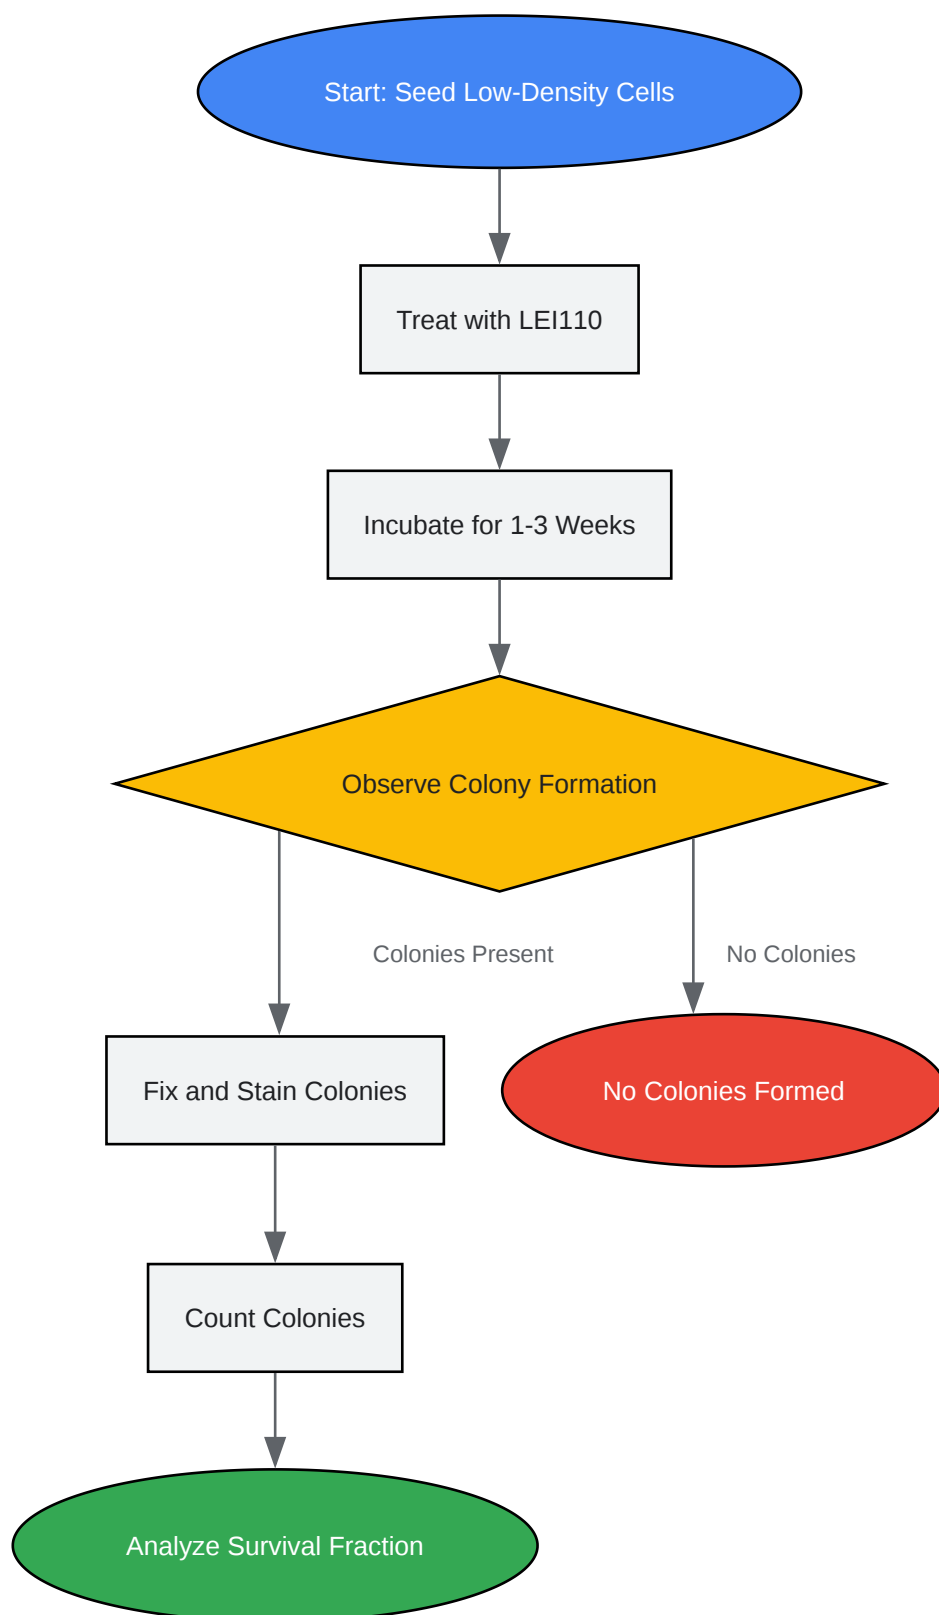 Start: Seed Low-Density Cells
Treat with LEI110
Incubate for 1-3 Weeks
Observe Colony Formation
Colonies Present
No Colonies
Fix and Stain Colonies
No Colonies Formed
Count Colonies
Analyze Survival Fraction